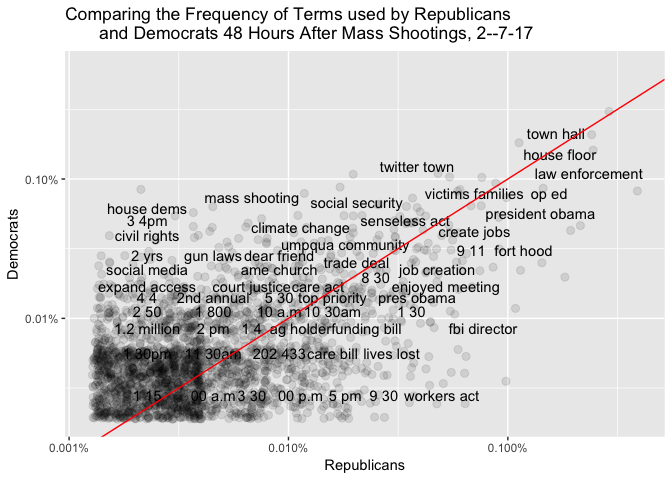 Comparing the Frequency of Terms used by Republicans
and Democrats 48 Hours After Mass Shootings, 2--7-17
town hall
house floor
twitter town
law enforcement
0.10%
victims families op ed
mass shooting
social security
house dems
president obama
3 4pm
senseless act
climate change
create jobs
civil rights
umpqua community
9 11 fort hood
2 yrs gun laws dear friend
trade deal
social media
ame church
job creation
8 30
expand access
court justice care act
enjoyed meeting
4 4 2nd annual 5 30 top priority pres obama
2 50 1 800 10 a.m 10 30am 1 30
0.01%
1.2 million 2 pm 1 4 ag holder funding bill fbi director
1 30pm 11 30am 202 433 care bill lives lost
1 15 00 a.m 3 30 00 p.m 5 pm 9 30 workers act
Democrats
0.001% 0.010% 0.100%
Republicans